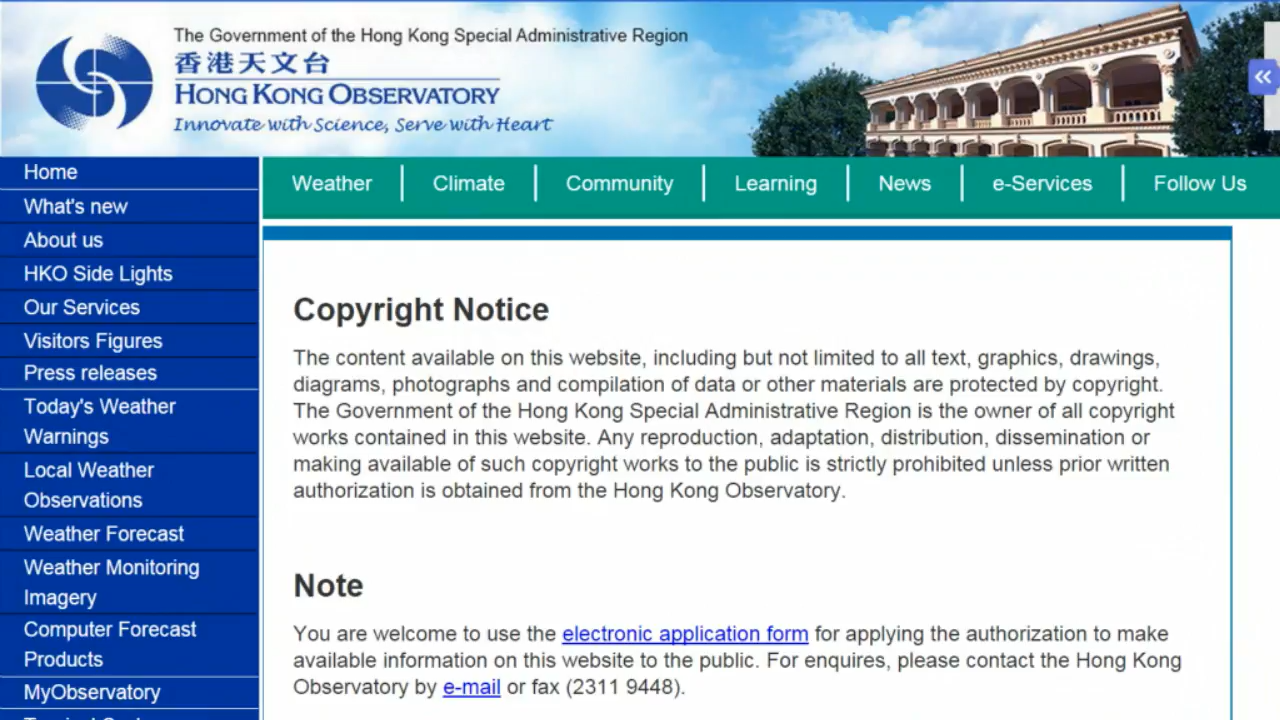 The Government of the Hong Kong Special Administrative Region
香港天文台
HONG KONG OBSERVATORY
Innovate with Science, Serve with Heart
Home
What's new
About us
HKO Side Lights
Our Services
Visitors Figures
Press releases
Today's Weather
Warnings
Local Weather
Observations
Weather Forecast
Weather Monitoring
Imagery
Computer Forecast
Products
MyObservatory
Weather
Climate
Community
Learning
News
e-Services
Follow Us
Copyright Notice
The content available on this website, including but not limited to all text, graphics, drawings,
diagrams, photographs and compilation of data or other materials are protected by copyright.
The Government of the Hong Kong Special Administrative Region is the owner of all copyright
works contained in this website. Any reproduction, adaptation, distribution, dissemination or
making available of such copyright works to the public is strictly prohibited unless prior written
authorization is obtained from the Hong Kong Observatory.
Note
You are welcome to use the electronic application form for applying the authorization to make
available information on this website to the public. For enquires, please contact the Hong Kong
Observatory by e-mail or fax (2311 9448).